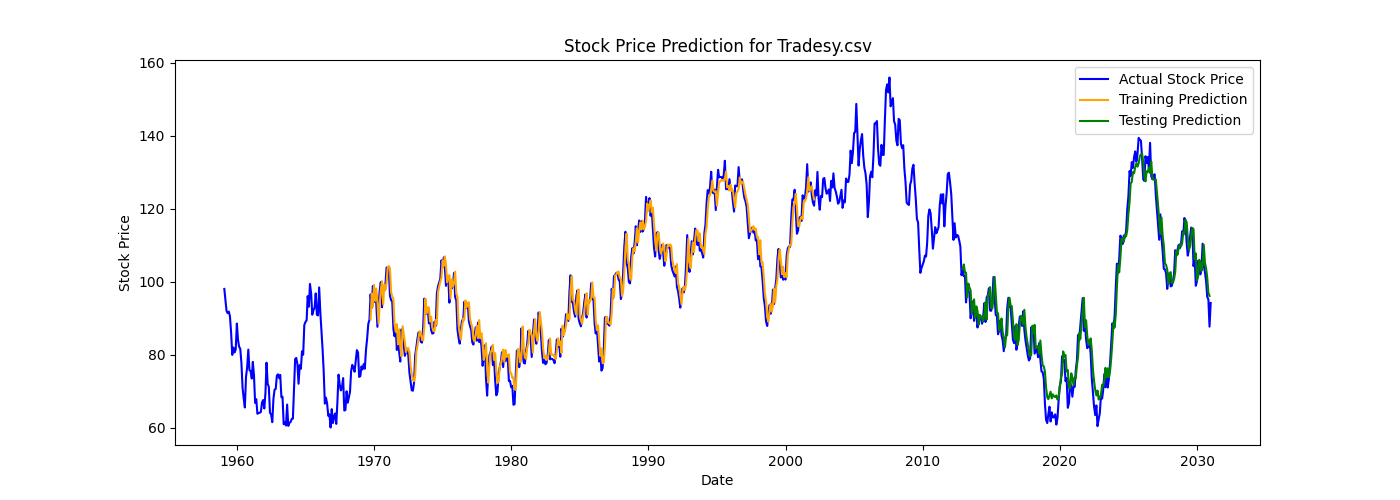 Stock Price Prediction for Tradesy.csv
Actual Stock Price
Training Prediction
Testing Prediction
Stock Price
160
140
120
100
80
60
1960
1970
1980
1990
2000
2010
2020
2030
Date